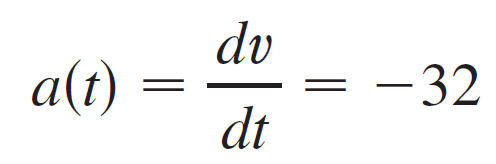 a(t) = dv/dt = −32